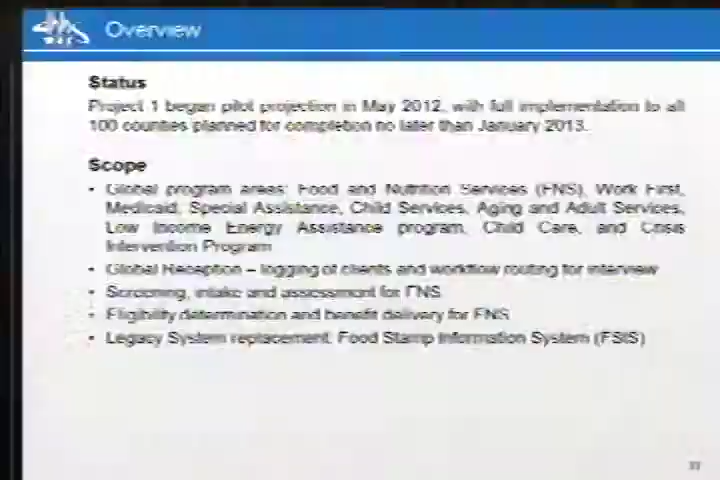 Overview
Status
Project 1 began pilot projection in May 2012, with full implementation to all
100 counties planned for completion no later than January 2013.
Scope
• Global program areas: Food and Nutrition Services (FNS), Work First,
Medicaid, Special Assistance, Child Services, Aging and Adult Services,
Low Income Energy Assistance program, Child Care, and Crisis
Intervention Program
• Global Reception – logging of clients and workflow routing for interview
• Screening, intake and assessment for FNS
• Eligibility determination and benefit delivery for FNS
• Legacy System replacement: Food Stamp Information System (FSIS)